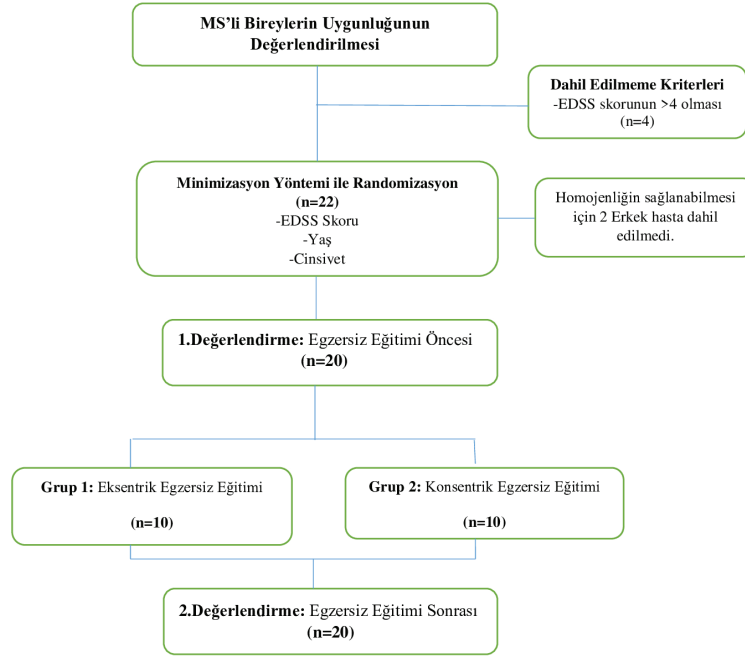 MS’li Bireylerin Uygunluğunun
Değerlendirilmesi
Dahil Edilmeme Kriterleri
-EDSS skorunun >4 olması
(n=4)
Minimizasyon Yöntemi ile Randomizasyon
(n=22)
-EDSS Skoru
-Yaş
-Cinsivet
Homojenliğin sağlanabilmesi
için 2 Erkek hasta dahil
edilmedi.
1.Değerlendirme: Egzersiz Eğitimi Öncesi
(n=20)
Grup 1: Eksentrik Egzersiz Eğitimi
(n=10)
Grup 2: Konsentrik Egzersiz Eğitimi
(n=10)
2.Değerlendirme: Egzersiz Eğitimi Sonrası
(n=20)